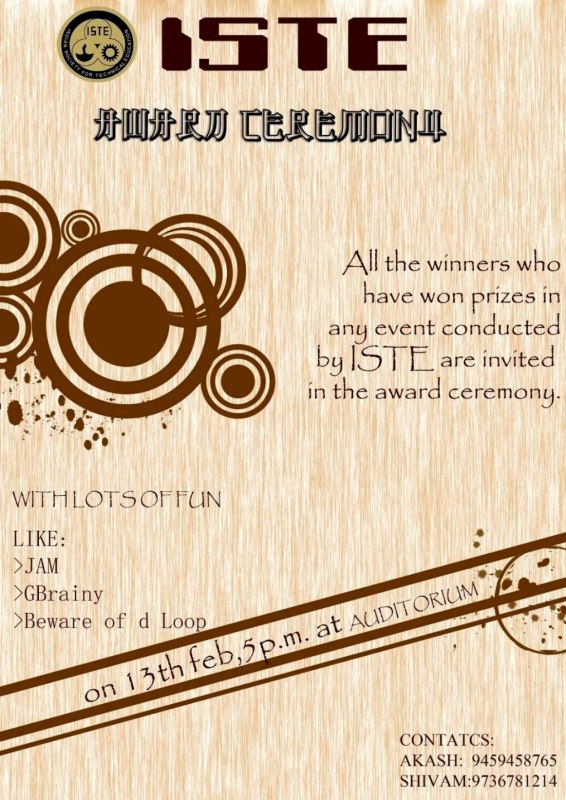 ISTE
INDIAN SOCIETY FOR TECHNICAL EDUCATION
ISTE
AWARD CEREMONY
All the winners who
have won prizes in
any event conducted
by ISTE are invited
in the award ceremony.
WITH LOTS OF FUN
LIKE:
>JAM
>GBrainy
>Beware of d Loop
on 13th feb,5p.m. at AUDITORIUM
CONTATCS:
AKASH: 9459458765
SHIVAM:9736781214